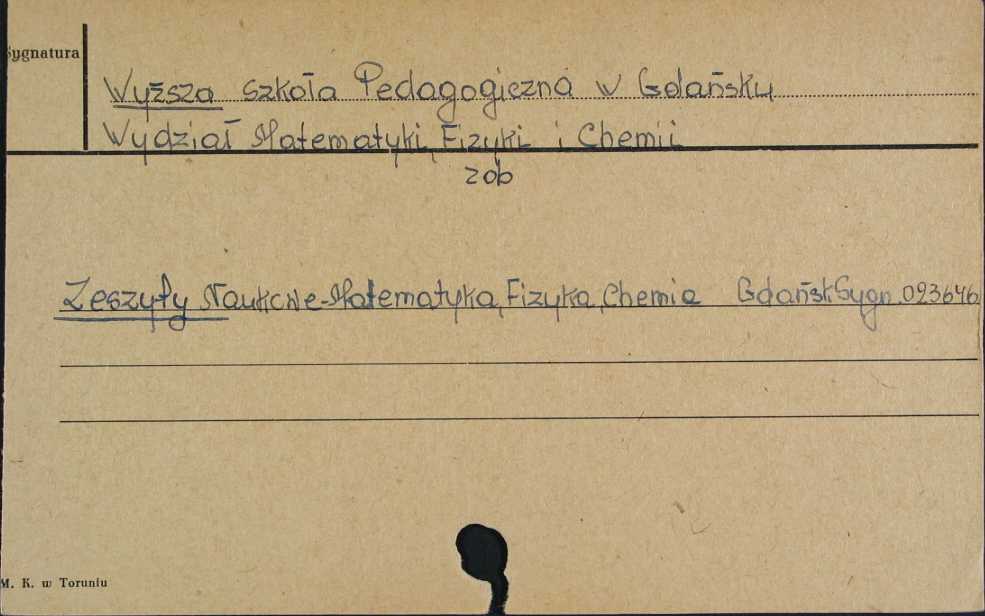 Sygnatura
Wyższa szkoła Pedagogiczna w Gdańsku
Wydział Matematyki, Fizyki i Chemii
zob
Zeszyty Naukowe-Matematyka, Fizyka, Chemia Gdańsk Sygn. 023646
M. K. w Toruniu